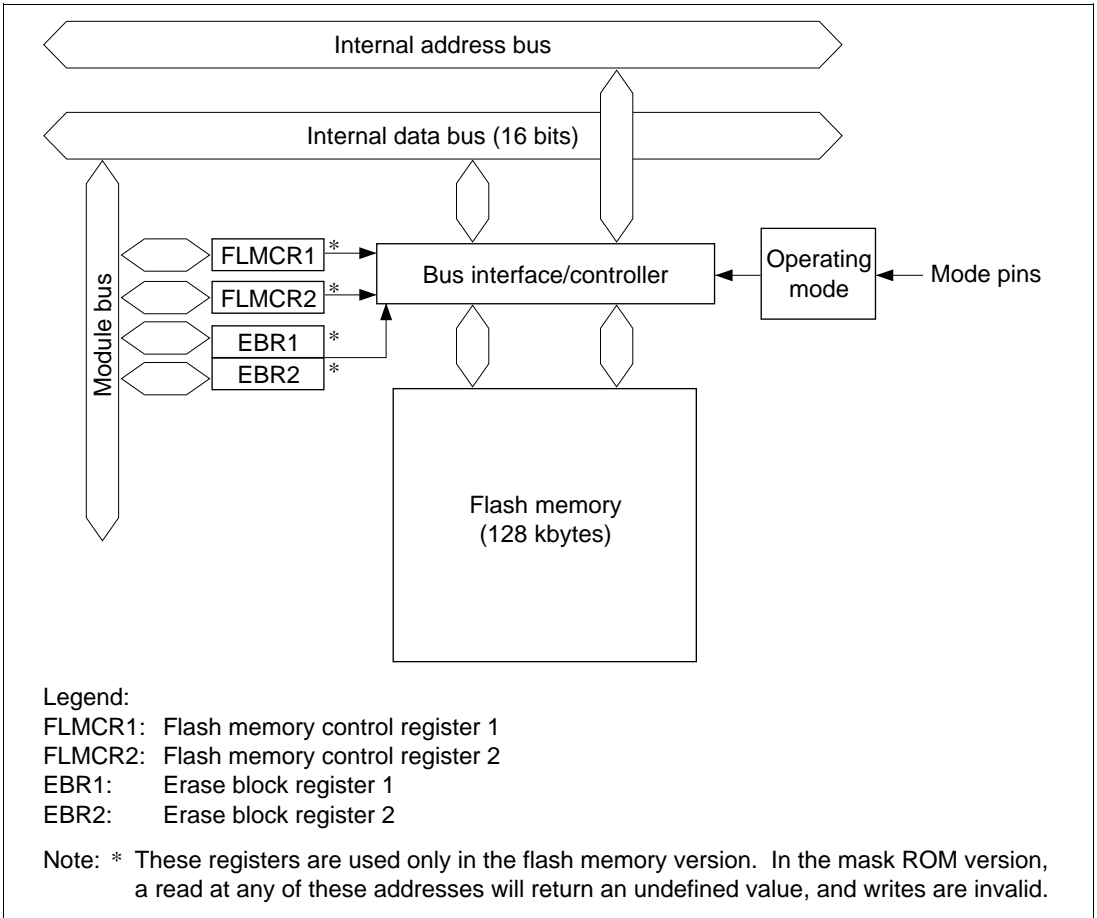 Internal address bus
Internal data bus (16 bits)
Module bus
FLMCR1 *
FLMCR2 *
EBR1 *
EBR2 *
Bus interface/controller
Operating
mode
Mode pins
Flash memory
(128 kbytes)
Legend:
FLMCR1: Flash memory control register 1
FLMCR2: Flash memory control register 2
EBR1: Erase block register 1
EBR2: Erase block register 2
Note: * These registers are used only in the flash memory version. In the mask ROM version,
a read at any of these addresses will return an undefined value, and writes are invalid.